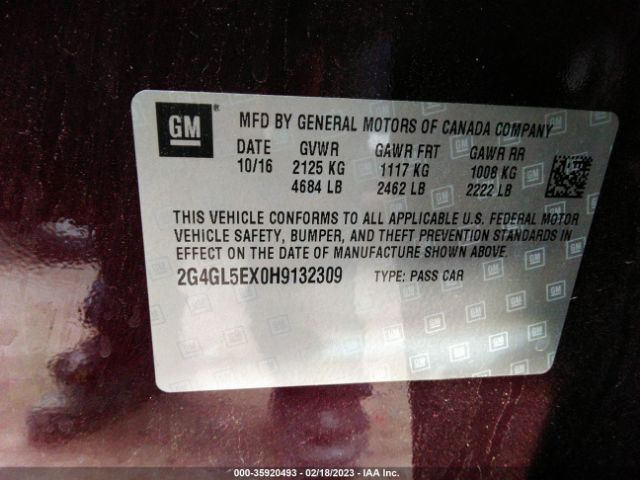 GM
MFD BY GENERAL MOTORS OF CANADA COMPANY
DATE GVWR GAWR FRT GAWR RR
10/16 2125 KG 1117 KG 1008 KG
4684 LB 2462 LB 2222 LB
THIS VEHICLE CONFORMS TO ALL APPLICABLE U.S. FEDERAL MOTOR
VEHICLE SAFETY, BUMPER, AND THEFT PREVENTION STANDARDS IN
EFFECT ON THE DATE OF MANUFACTURE SHOWN ABOVE.
2G4GL5EX0H9132309 TYPE: PASS CAR
000-35920493 - 02/18/2023 - IAA Inc.